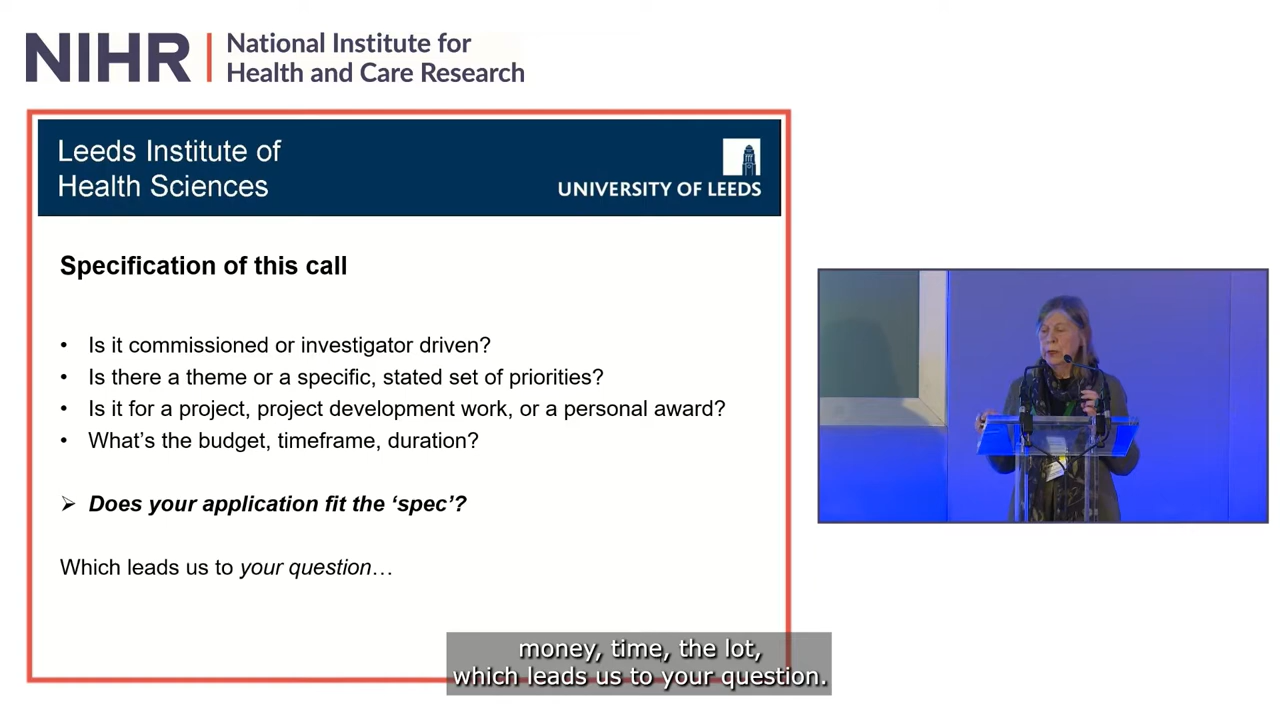 NIHR | National Institute for
Health and Care Research
Leeds Institute of
Health Sciences
UNIVERSITY OF LEEDS
Specification of this call
• Is it commissioned or investigator driven?
• Is there a theme or a specific, stated set of priorities?
• Is it for a project, project development work, or a personal award?
• What’s the budget, timeframe, duration?
➢ Does your application fit the ‘spec’?
Which leads us to your question…
money, time, the lot,
which leads us to your question.